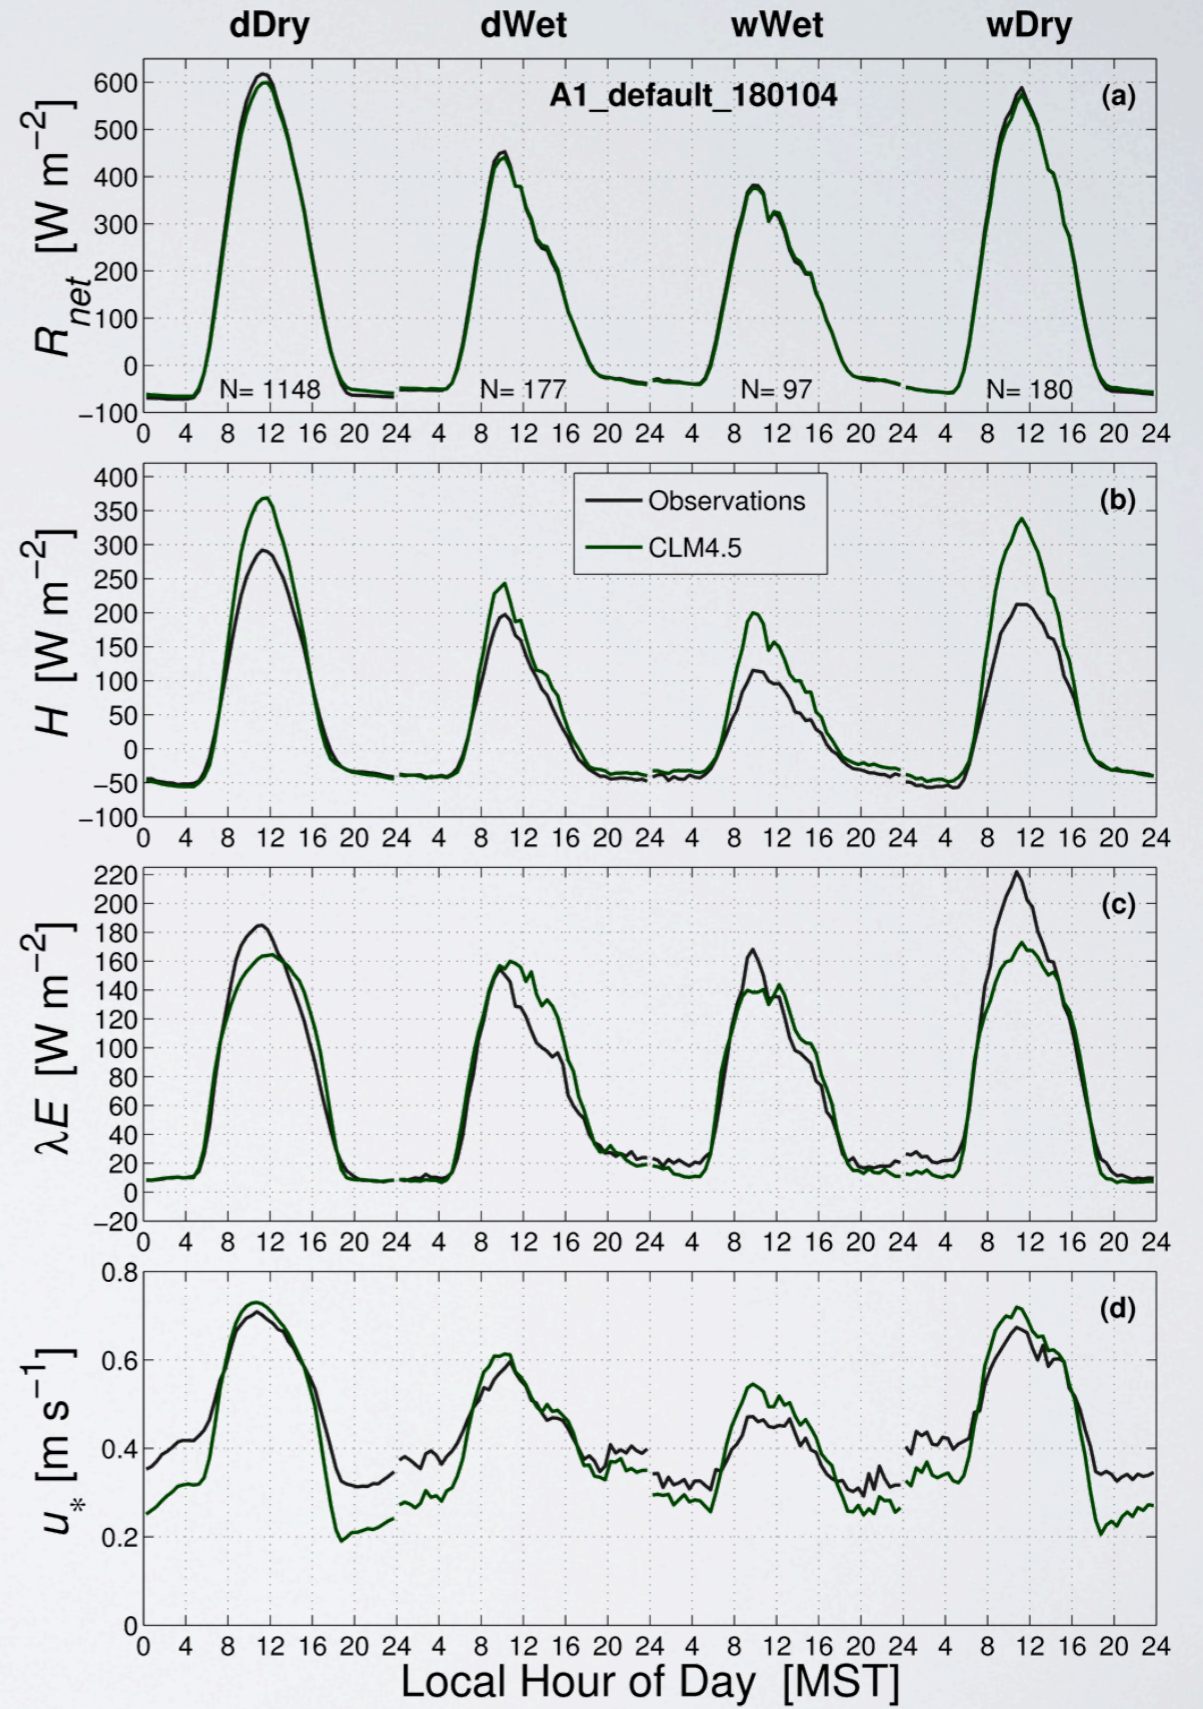 dDry dWet wWet wDry
A1_default_180104 (a)
R_net [W m−2]
600
500
400
300
200
100
0
−100
N= 1148 N= 177 N= 97 N= 180
0 4 8 12 16 20 24 4 8 12 16 20 24 4 8 12 16 20 24 4 8 12 16 20 24
(b)
Observations
CLM4.5
H [W m−2]
400
350
300
250
200
150
100
50
0
−50
−100
0 4 8 12 16 20 24 4 8 12 16 20 24 4 8 12 16 20 24 4 8 12 16 20 24
(c)
λE [W m−2]
220
200
180
160
140
120
100
80
60
40
20
0
−20
0 4 8 12 16 20 24 4 8 12 16 20 24 4 8 12 16 20 24 4 8 12 16 20 24
(d)
u* [m s−1]
0.8
0.6
0.4
0.2
0
0 4 8 12 16 20 24 4 8 12 16 20 24 4 8 12 16 20 24 4 8 12 16 20 24
Local Hour of Day [MST]